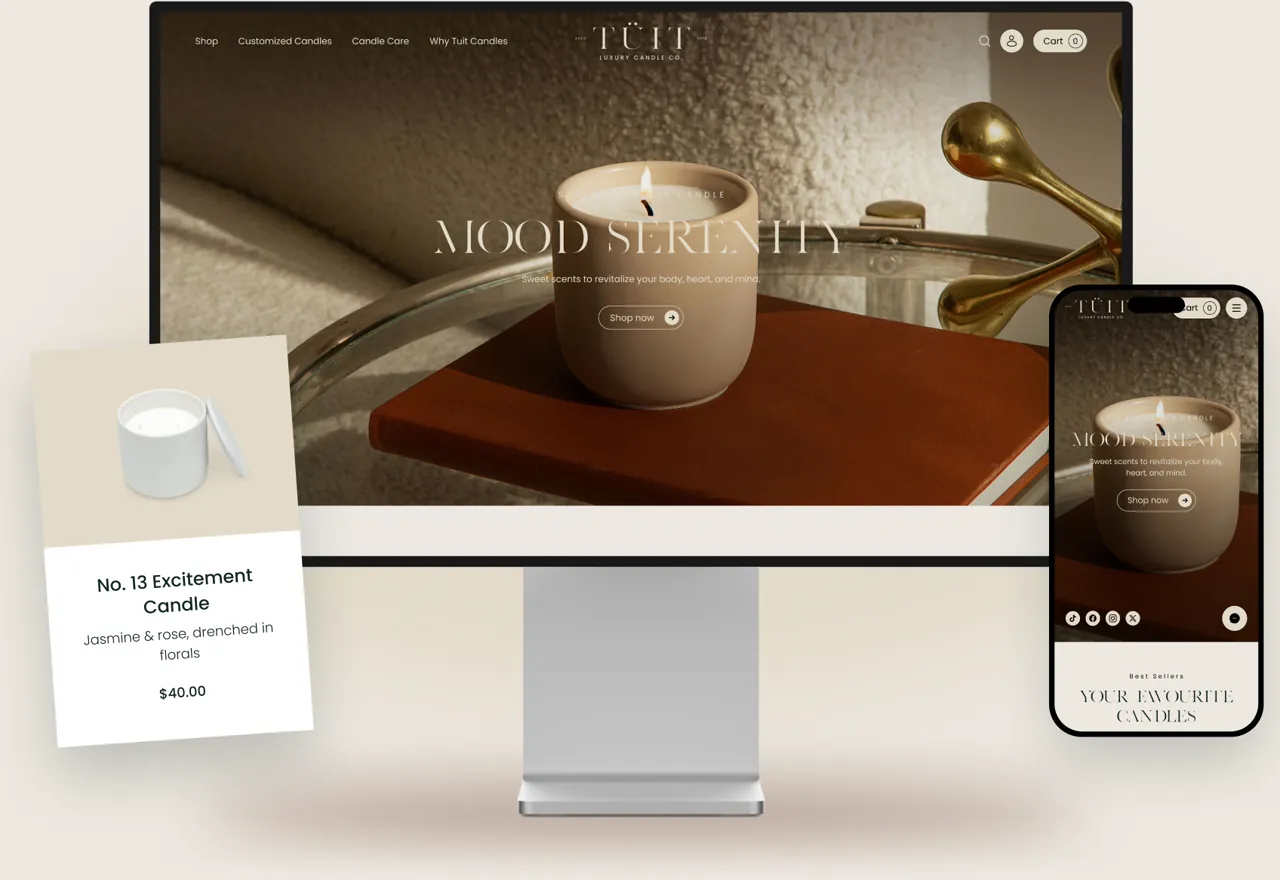 Shop Customized Candles Candle Care Why Tuit Candles
TÜIT
LUXURY CANDLE CO.
Cart 0
CANDLE
MOOD SERENITY
Sweet scents to revitalize your body, heart, and mind.
Shop now
No. 13 Excitement
Candle
Jasmine & rose, drenched in
florals
$40.00
TÜIT
LUXURY CANDLE CO.
Cart 0
CANDLE
MOOD SERENITY
Sweet scents to revitalize your body,
heart, and mind.
Shop now
Best Sellers
YOUR FAVOURITE
CANDLES